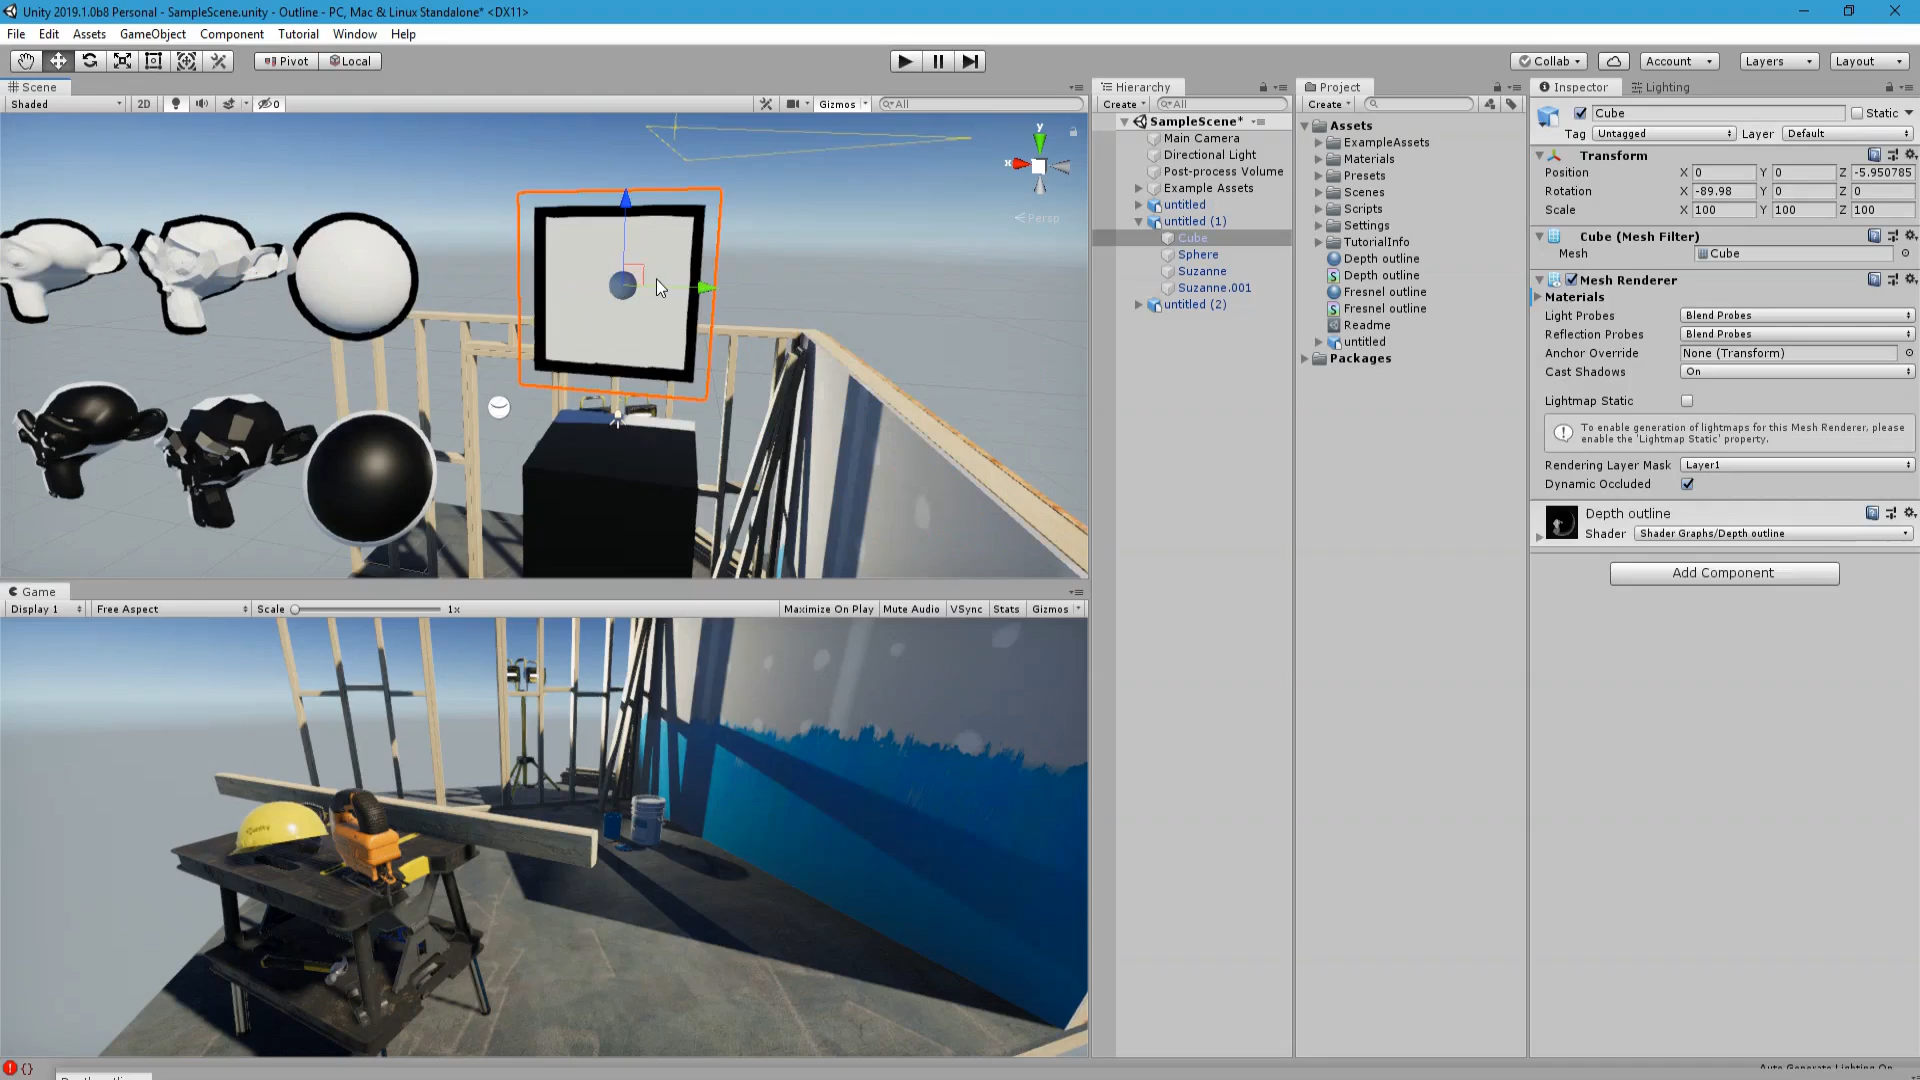 Unity 2019.1.0b8 Personal - SampleScene.unity - Outline - PC, Mac & Linux Standalone* <DX11>
File Edit Assets GameObject Component Tutorial Window Help
Pivot Local Collab Account Layers Layout
Scene
Shaded 2D 0 Gizmos All
y
x
Persp
Game
Display 1 Free Aspect Scale 1x Maximize On Play Mute Audio VSync Stats Gizmos
Hierarchy
Create All
SampleScene*
Main Camera
Directional Light
Post-process Volume
Example Assets
untitled
untitled (1)
Cube
Sphere
Suzanne
Suzanne.001
untitled (2)
Project
Create
Assets
ExampleAssets
Materials
Presets
Scenes
Scripts
Settings
TutorialInfo
Depth outline
Depth outline
Fresnel outline
Fresnel outline
Readme
untitled
Packages
Inspector Lighting
Cube Static
Tag Untagged Layer Default
Transform
Position X 0 Y 0 Z -5.950785
Rotation X -89.98 Y 0 Z 0
Scale X 100 Y 100 Z 100
Cube (Mesh Filter)
Mesh Cube
Mesh Renderer
Materials
Light Probes Blend Probes
Reflection Probes Blend Probes
Anchor Override None (Transform)
Cast Shadows On
Lightmap Static
To enable generation of lightmaps for this Mesh Renderer, please
enable the 'Lightmap Static' property.
Rendering Layer Mask Layer1
Dynamic Occluded
Depth outline
Shader Shader Graphs/Depth outline
Add Component
{}
Auto Generate Lighting On